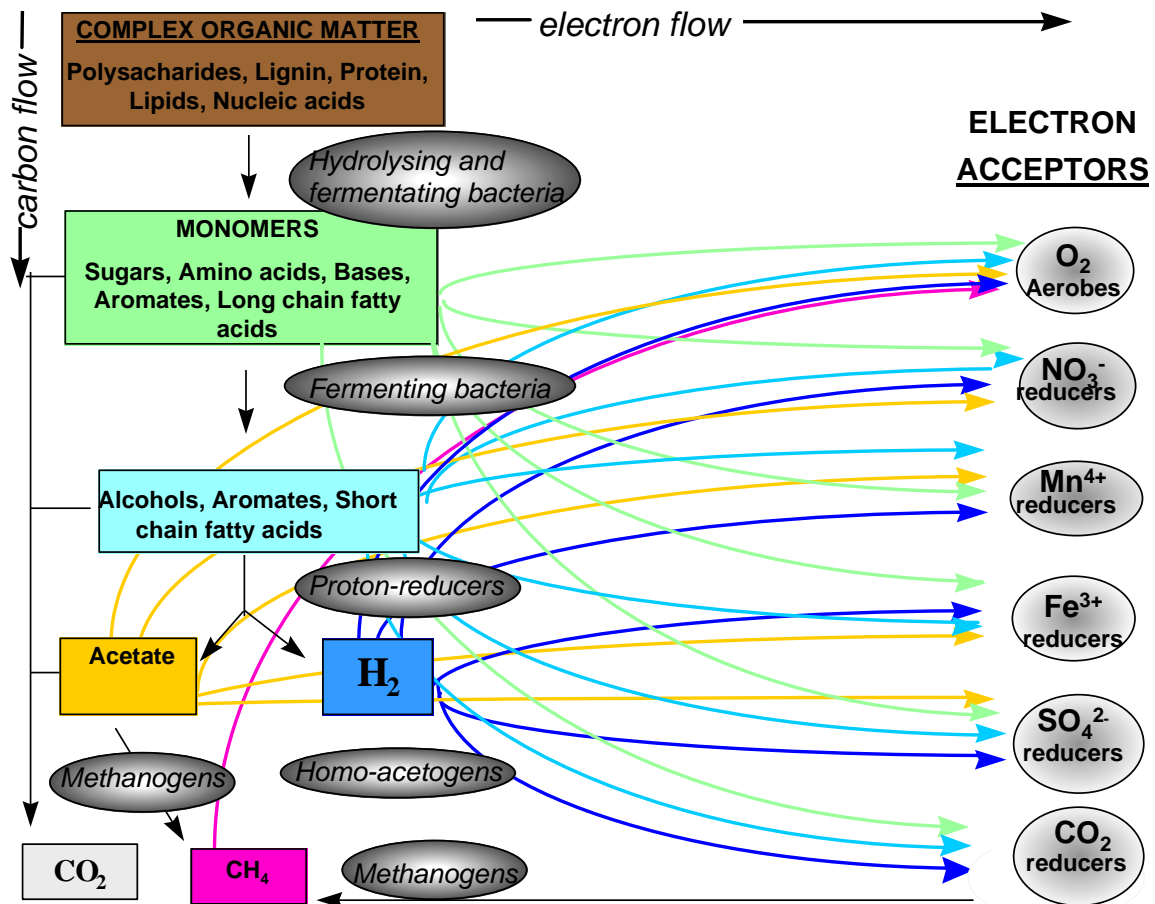 electron flow
carbon flow
COMPLEX ORGANIC MATTER
Polysacharides, Lignin, Protein,
Lipids, Nucleic acids
ELECTRON
ACCEPTORS
Hydrolysing and
fermentating bacteria
MONOMERS
Sugars, Amino acids, Bases,
Aromates, Long chain fatty
acids
O₂
Aerobes
Fermenting bacteria
NO₃⁻
reducers
Alcohols, Aromates, Short
chain fatty acids
Mn⁴⁺
reducers
Proton-reducers
Fe³⁺
reducers
Acetate
H₂
SO₄²⁻
reducers
Methanogens
Homo-acetogens
CO₂
reducers
CO₂
CH₄
Methanogens